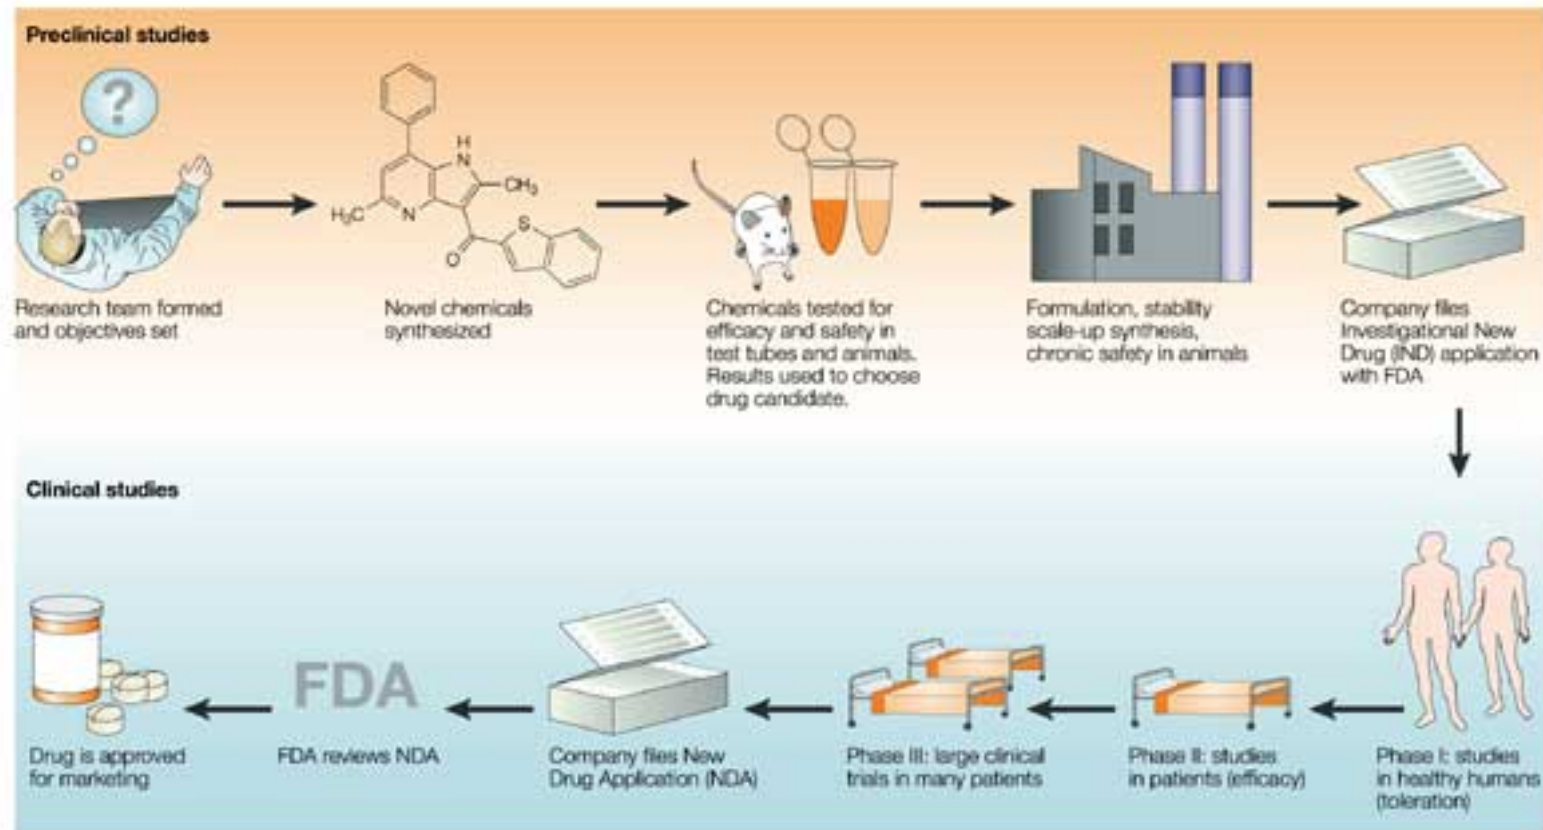 Preclinical studies
?
H
N
CH₃
H₃C
N
S
O
Research team formed
and objectives set
Novel chemicals
synthesized
Chemicals tested for
efficacy and safety in
test tubes and animals.
Results used to choose
drug candidate.
Formulation, stability
scale-up synthesis,
chronic safety in animals
Company files
Investigational New
Drug (IND) application
with FDA
Clinical studies
Phase I: studies
in healthy humans
(toleration)
Phase II: studies
in patients (efficacy)
Phase III: large clinical
trials in many patients
Company files New
Drug Application (NDA)
FDA
FDA reviews NDA
Drug is approved
for marketing